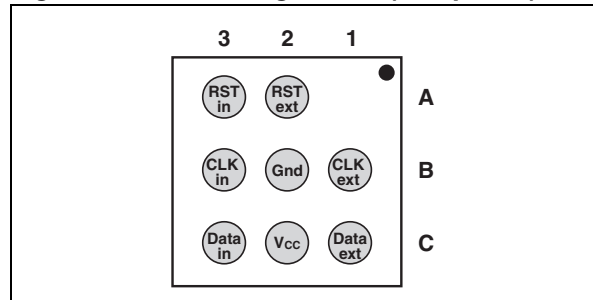 3 2 1
RST
in
RST
ext
A
CLK
in
Gnd
CLK
ext
B
Data
in
Vcc
Data
ext
C